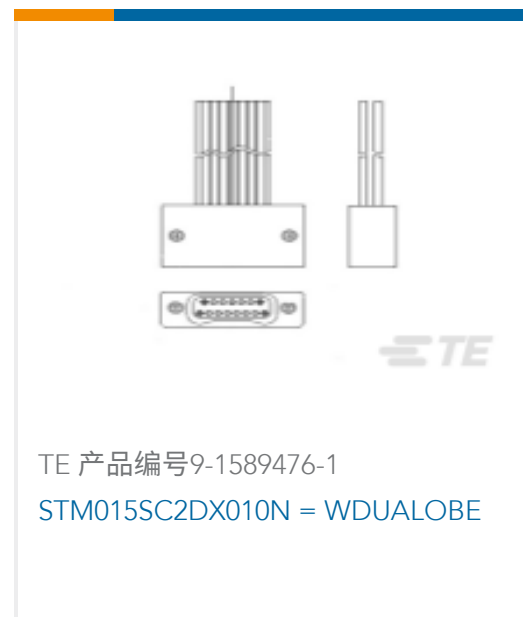 TE
TE 产品编号9-1589476-1
STM015SC2DX010N = WDUALOBE